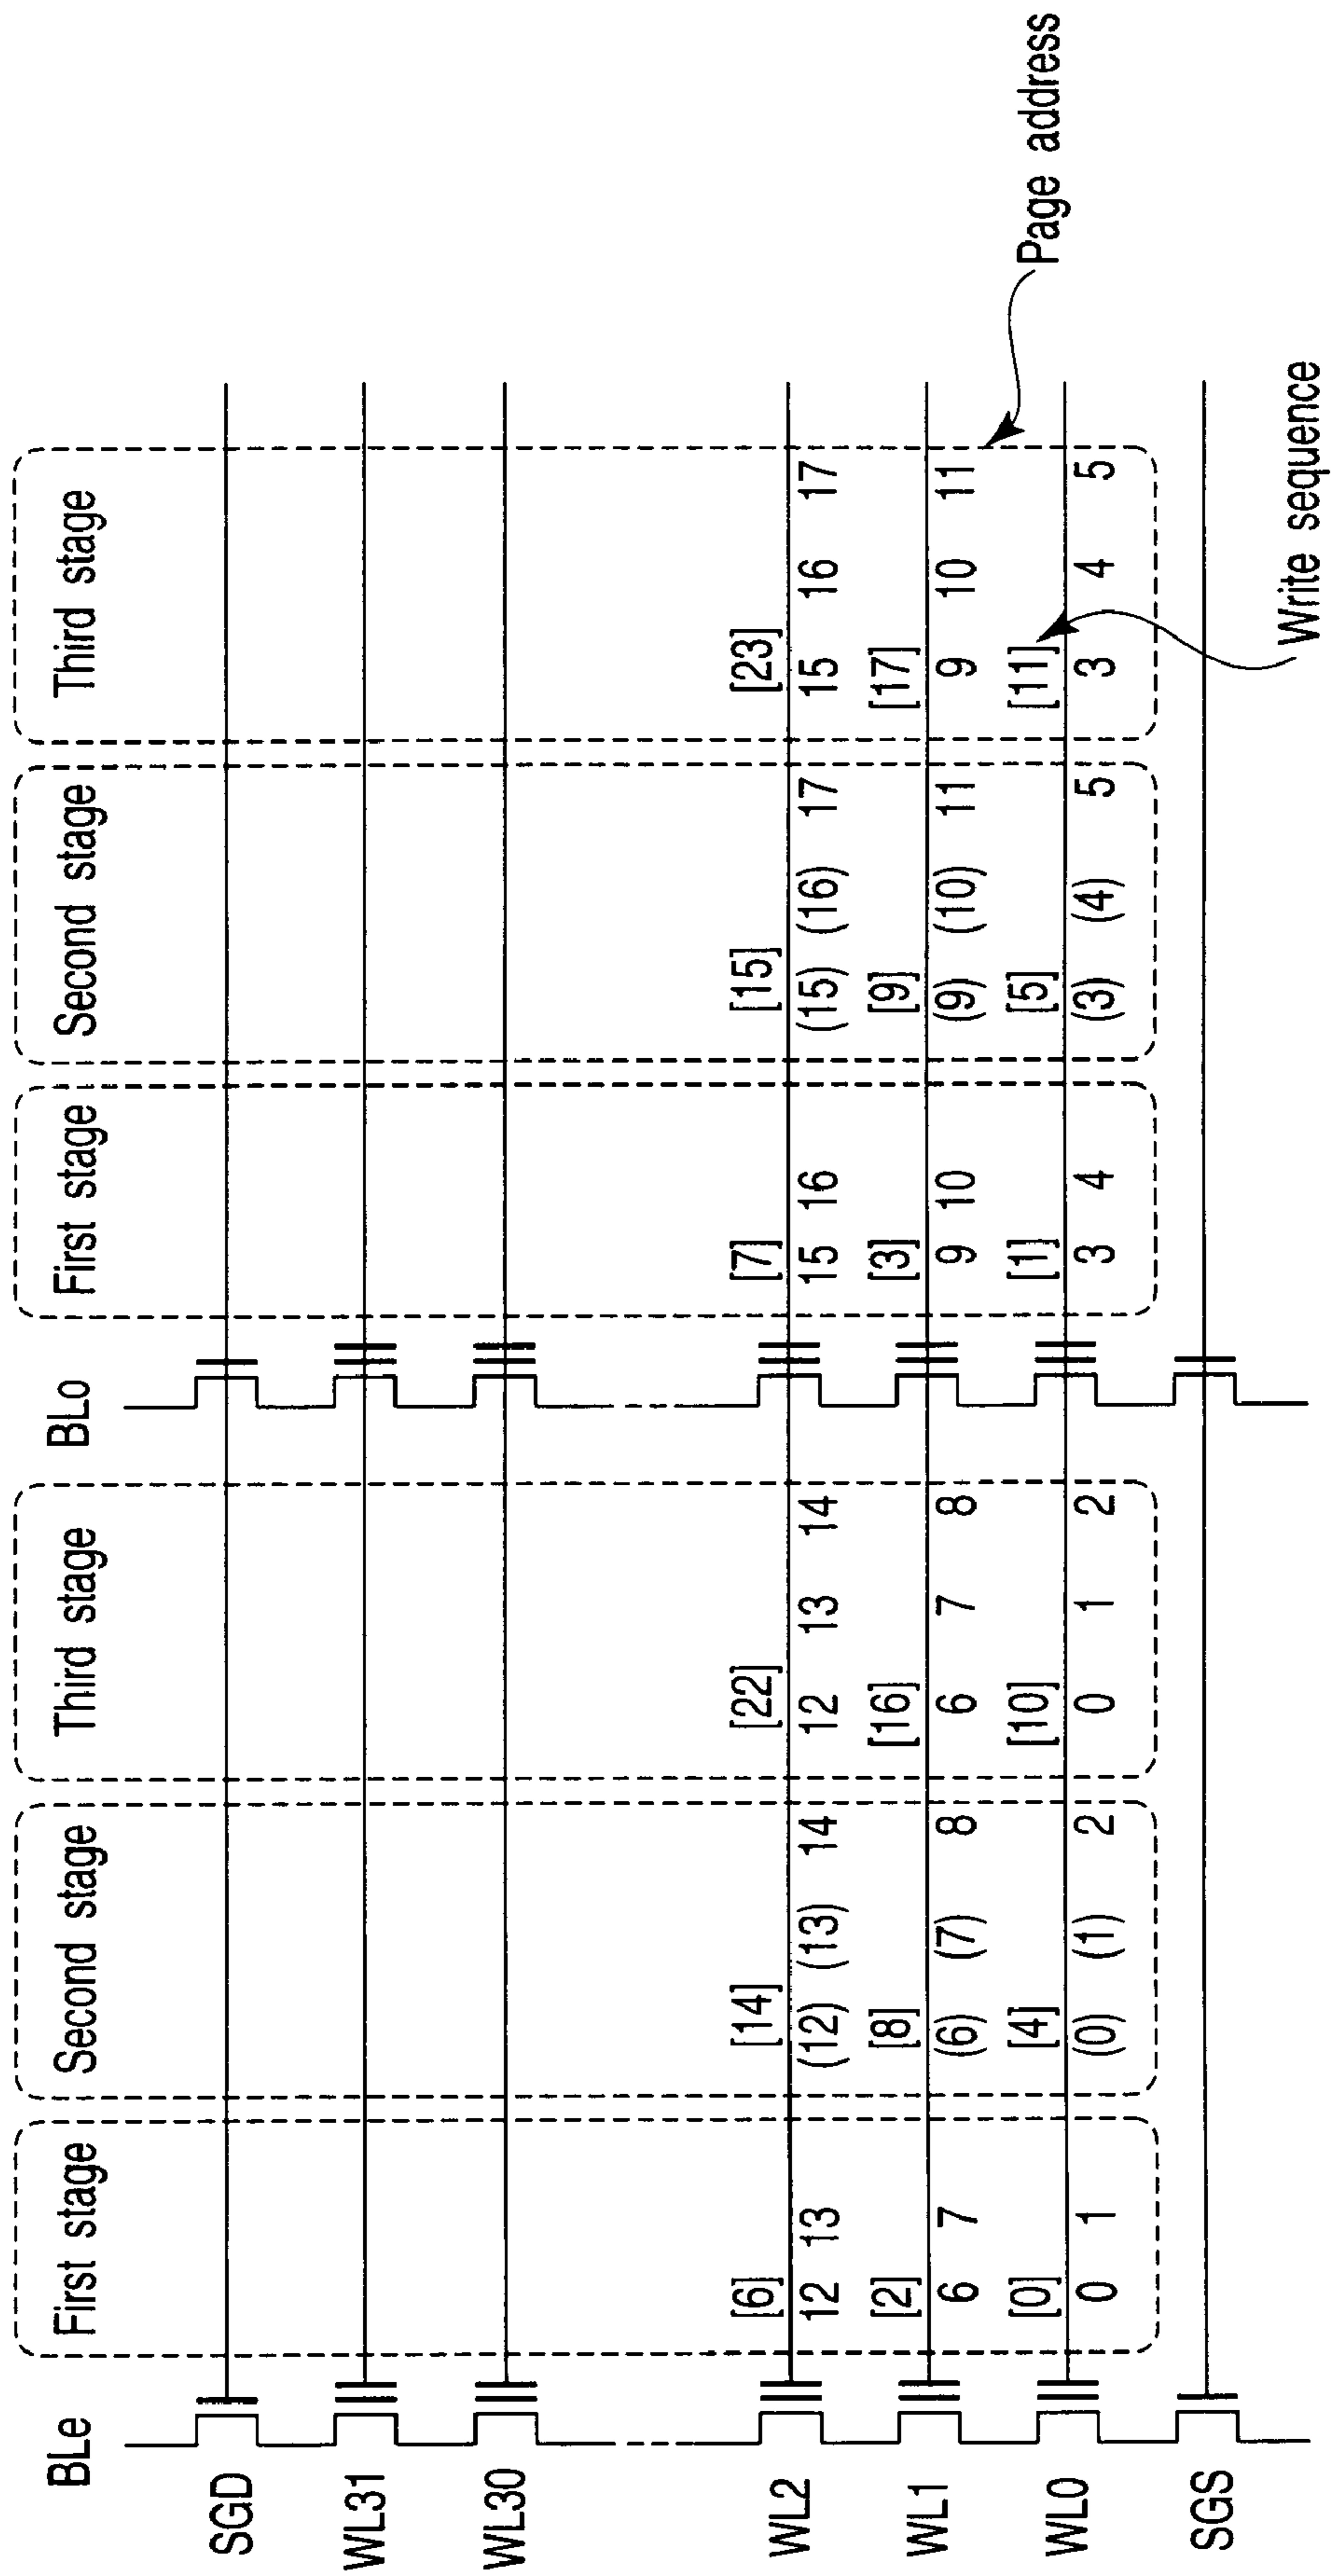 BLe First stage Second stage Third stage BLo First stage Second stage Third stage
SGD
WL31
WL30
[6] [14] [22] [7] [15] [23]
WL2 12 13 (12) (13) 14 12 13 14 15 16 (15) (16) 17 15 16 17
[2] [8] [16] [3] [9] [17]
WL1 6 7 (6) (7) 8 6 7 8 9 10 (9) (10) 11 9 10 11
Page address
[0] [4] [10] [1] [5] [11]
WL0 0 1 (0) (1) 2 0 1 2 3 4 (3) (4) 5 3 4 5
SGS
Write sequence